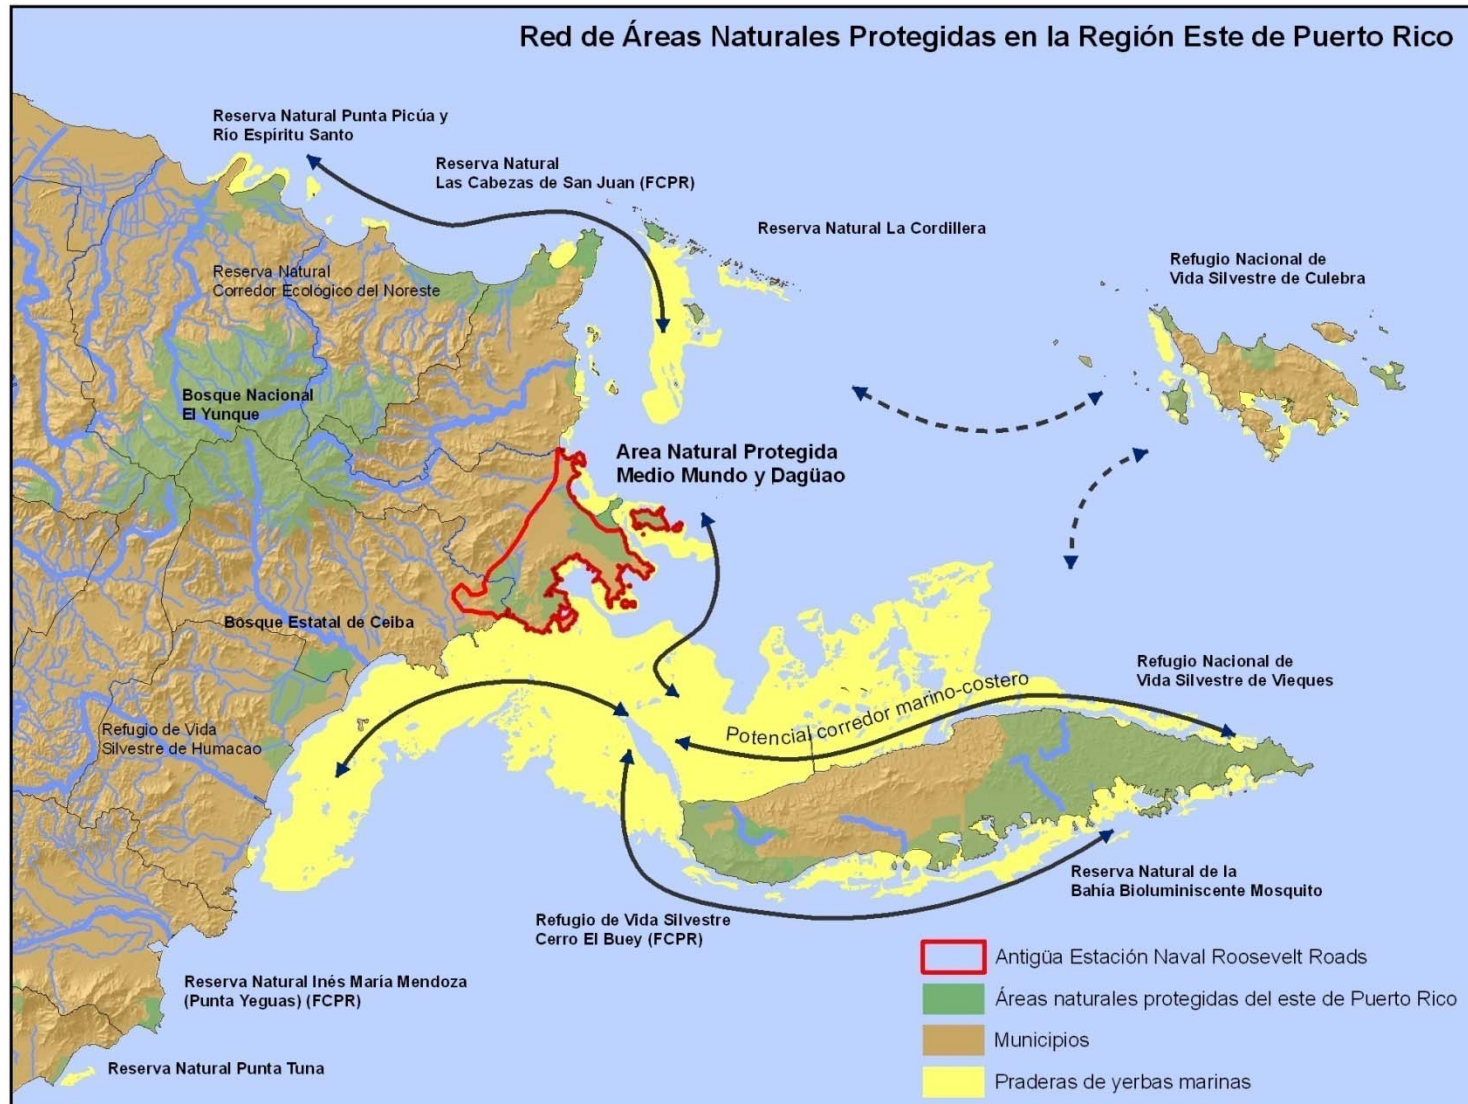 Red de Áreas Naturales Protegidas en la Región Este de Puerto Rico
Reserva Natural Punta Picúa y
Río Espíritu Santo
Reserva Natural
Las Cabezas de San Juan (FCPR)
Reserva Natural La Cordillera
Refugio Nacional de
Vida Silvestre de Culebra
Reserva Natural
Corredor Ecológico del Noreste
Bosque Nacional
El Yunque
Area Natural Protegida
Medio Mundo y Dagüao
Bosque Estatal de Ceiba
Refugio de Vida
Silvestre de Humacao
Potencial corredor marino-costero
Refugio Nacional de
Vida Silvestre de Vieques
Reserva Natural de la
Bahía Bioluminiscente Mosquito
Refugio de Vida Silvestre
Cerro El Buey (FCPR)
Reserva Natural Inés María Mendoza
(Punta Yeguas) (FCPR)
Reserva Natural Punta Tuna
Antigüa Estación Naval Roosevelt Roads
Áreas naturales protegidas del este de Puerto Rico
Municipios
Praderas de yerbas marinas